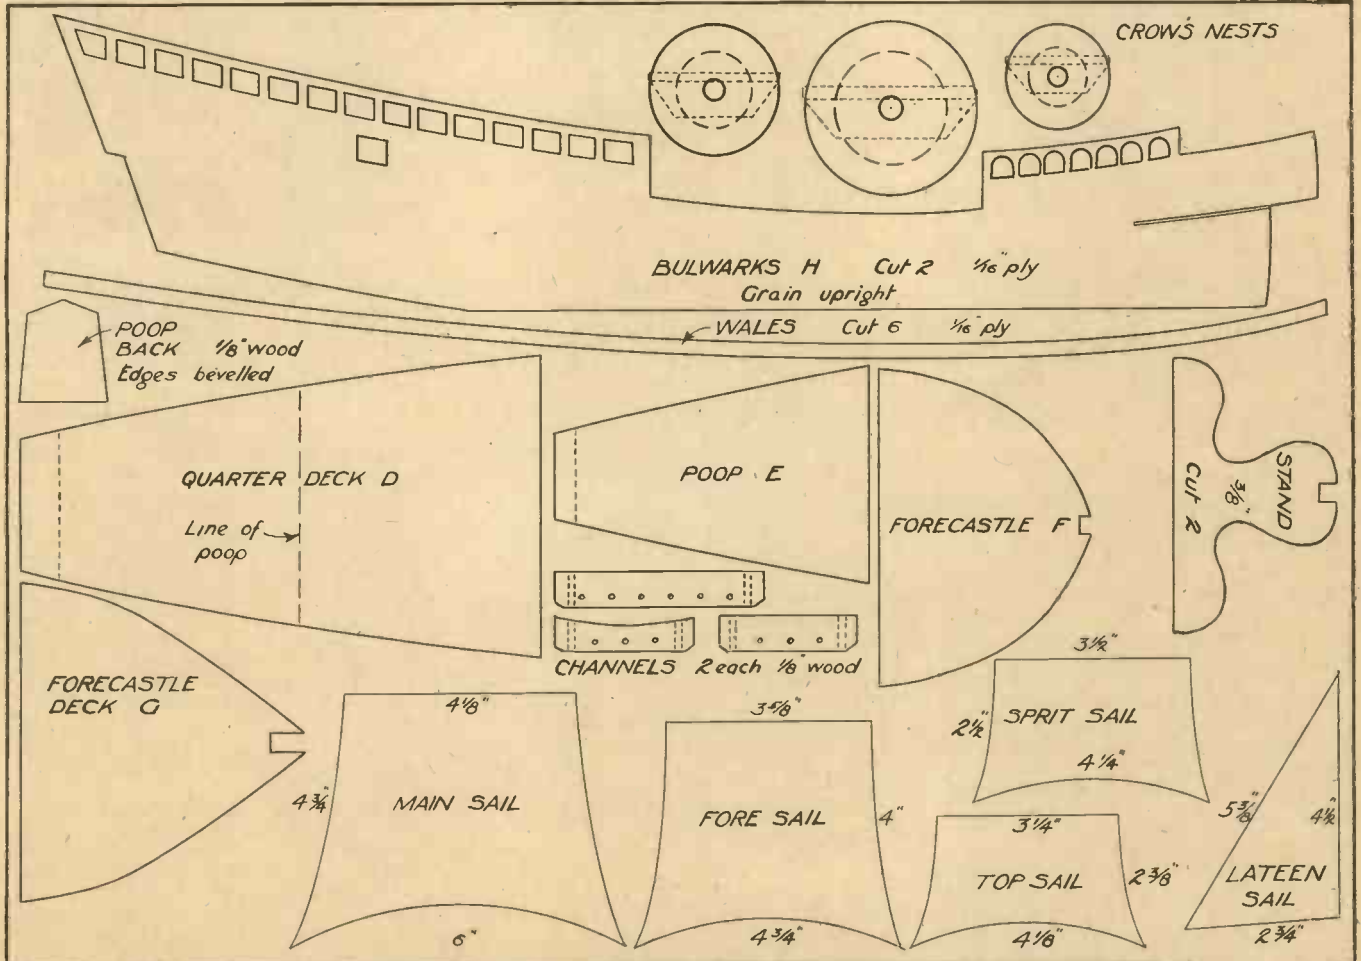 CROW'S NESTS
BULWARKS H Cut 2 1/16" ply
Grain upright
WALES Cut 6 1/16" ply
POOP
BACK 1/8" wood
Edges bevelled
QUARTER DECK D
Line of
poop
POOP E
FORECASTLE F
STAND
3/8"
Cut 2
CHANNELS 2 each 1/8" wood
FORECASTLE
DECK G
4 1/8"
4 3/4"
MAIN SAIL
6"
3 5/8"
FORE SAIL
4"
4 3/4"
3 1/2"
2 1/2"
SPRIT SAIL
4 1/4"
3 1/4"
TOP SAIL
2 3/8"
4 1/8"
5 3/8"
4 1/2"
LATEEN
SAIL
2 3/4"